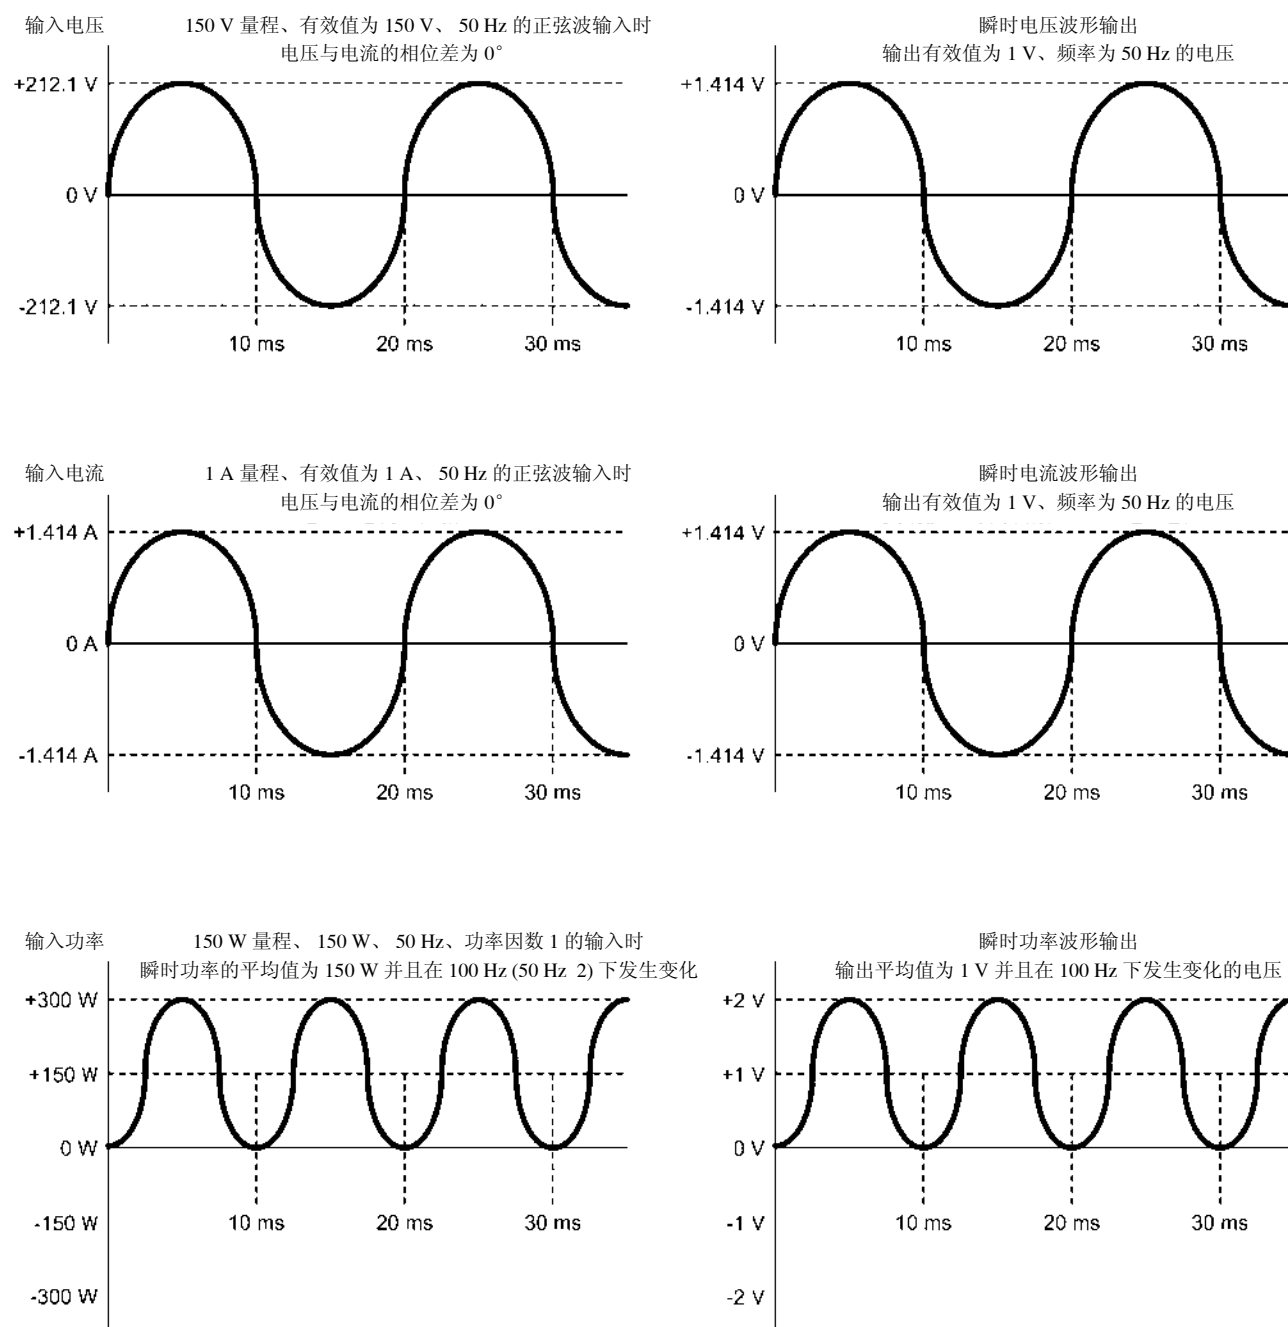 输入电压
150 V 量程、有效值为 150 V、 50 Hz 的正弦波输入时
电压与电流的相位差为 0°
+212.1 V
0 V
-212.1 V
10 ms
20 ms
30 ms
瞬时电压波形输出
输出有效值为 1 V、频率为 50 Hz 的电压
+1.414 V
0 V
-1.414 V
10 ms
20 ms
30 ms
输入电流
1 A 量程、有效值为 1 A、 50 Hz 的正弦波输入时
电压与电流的相位差为 0°
+1.414 A
0 A
-1.414 A
10 ms
20 ms
30 ms
瞬时电流波形输出
输出有效值为 1 V、频率为 50 Hz 的电压
+1.414 V
0 V
-1.414 V
10 ms
20 ms
30 ms
输入功率
150 W 量程、 150 W、 50 Hz、功率因数 1 的输入时
瞬时功率的平均值为 150 W 并且在 100 Hz (50 Hz 2) 下发生变化
+300 W
+150 W
0 W
-150 W
-300 W
10 ms
20 ms
30 ms
瞬时功率波形输出
输出平均值为 1 V 并且在 100 Hz 下发生变化的电压
+2 V
+1 V
0 V
-1 V
-2 V
10 ms
20 ms
30 ms